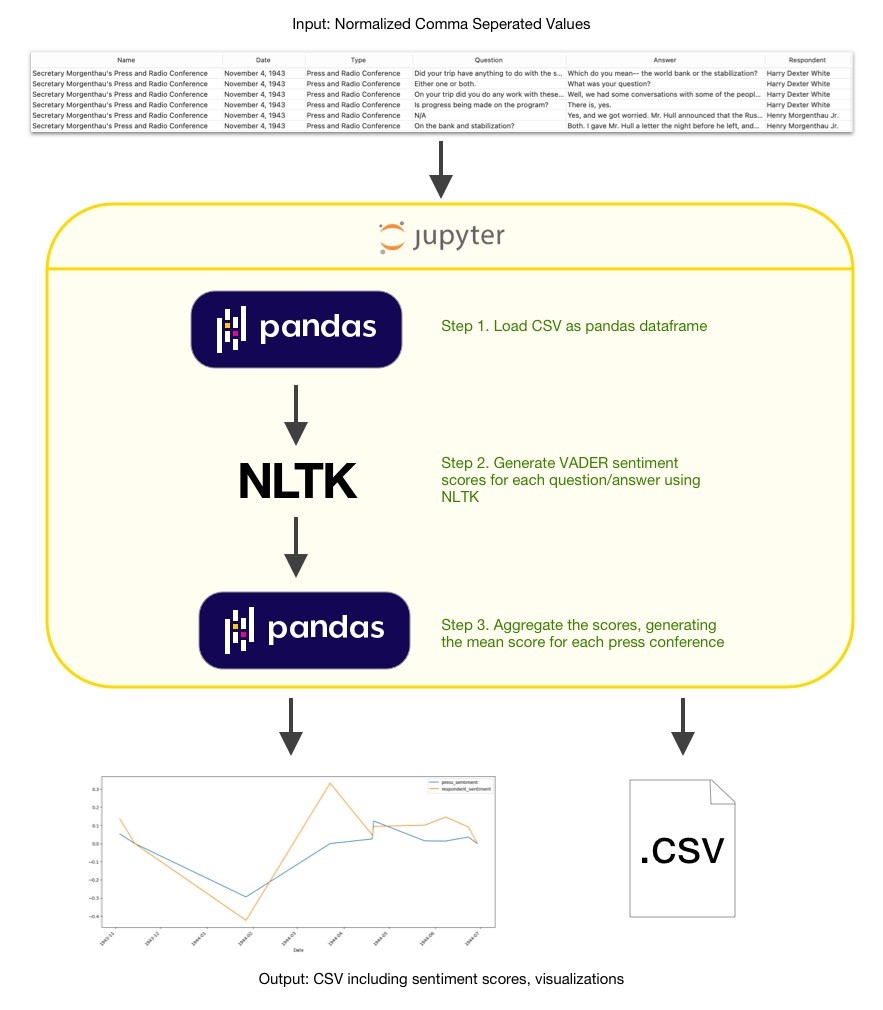 Input: Normalized Comma Seperated Values
Name Date Type Question Answer Respondent
Secretary Morgenthau's Press and Radio Conference November 4, 1943 Press and Radio Conference Did your trip have anything to do with the s... Which do you mean-- the world bank or the stabilization? Harry Dexter White
Secretary Morgenthau's Press and Radio Conference November 4, 1943 Press and Radio Conference Either one or both. What was your question? Harry Dexter White
Secretary Morgenthau's Press and Radio Conference November 4, 1943 Press and Radio Conference On your trip did you do any work with these... Well, we had some conversations with some of the peopl... Harry Dexter White
Secretary Morgenthau's Press and Radio Conference November 4, 1943 Press and Radio Conference Is progress being made on the program? There is, yes. Harry Dexter White
Secretary Morgenthau's Press and Radio Conference November 4, 1943 Press and Radio Conference N/A Yes, and we got worried. Mr. Hull announced that the Rus... Henry Morgenthau Jr.
Secretary Morgenthau's Press and Radio Conference November 4, 1943 Press and Radio Conference On the bank and stabilization? Both. I gave Mr. Hull a letter the night before he left, and... Henry Morgenthau Jr.
jupyter
pandas
Step 1. Load CSV as pandas dataframe
NLTK
Step 2. Generate VADER sentiment
scores for each question/answer using
NLTK
pandas
Step 3. Aggregate the scores, generating
the mean score for each press conference
press_sentiment
respondent_sentiment
0.3
0.2
0.1
0.0
−0.1
−0.2
−0.3
−0.4
1943-11
1943-12
1944-01
1944-02
1944-03
1944-04
1944-05
1944-06
1944-07
Date
.CSV
Output: CSV including sentiment scores, visualizations